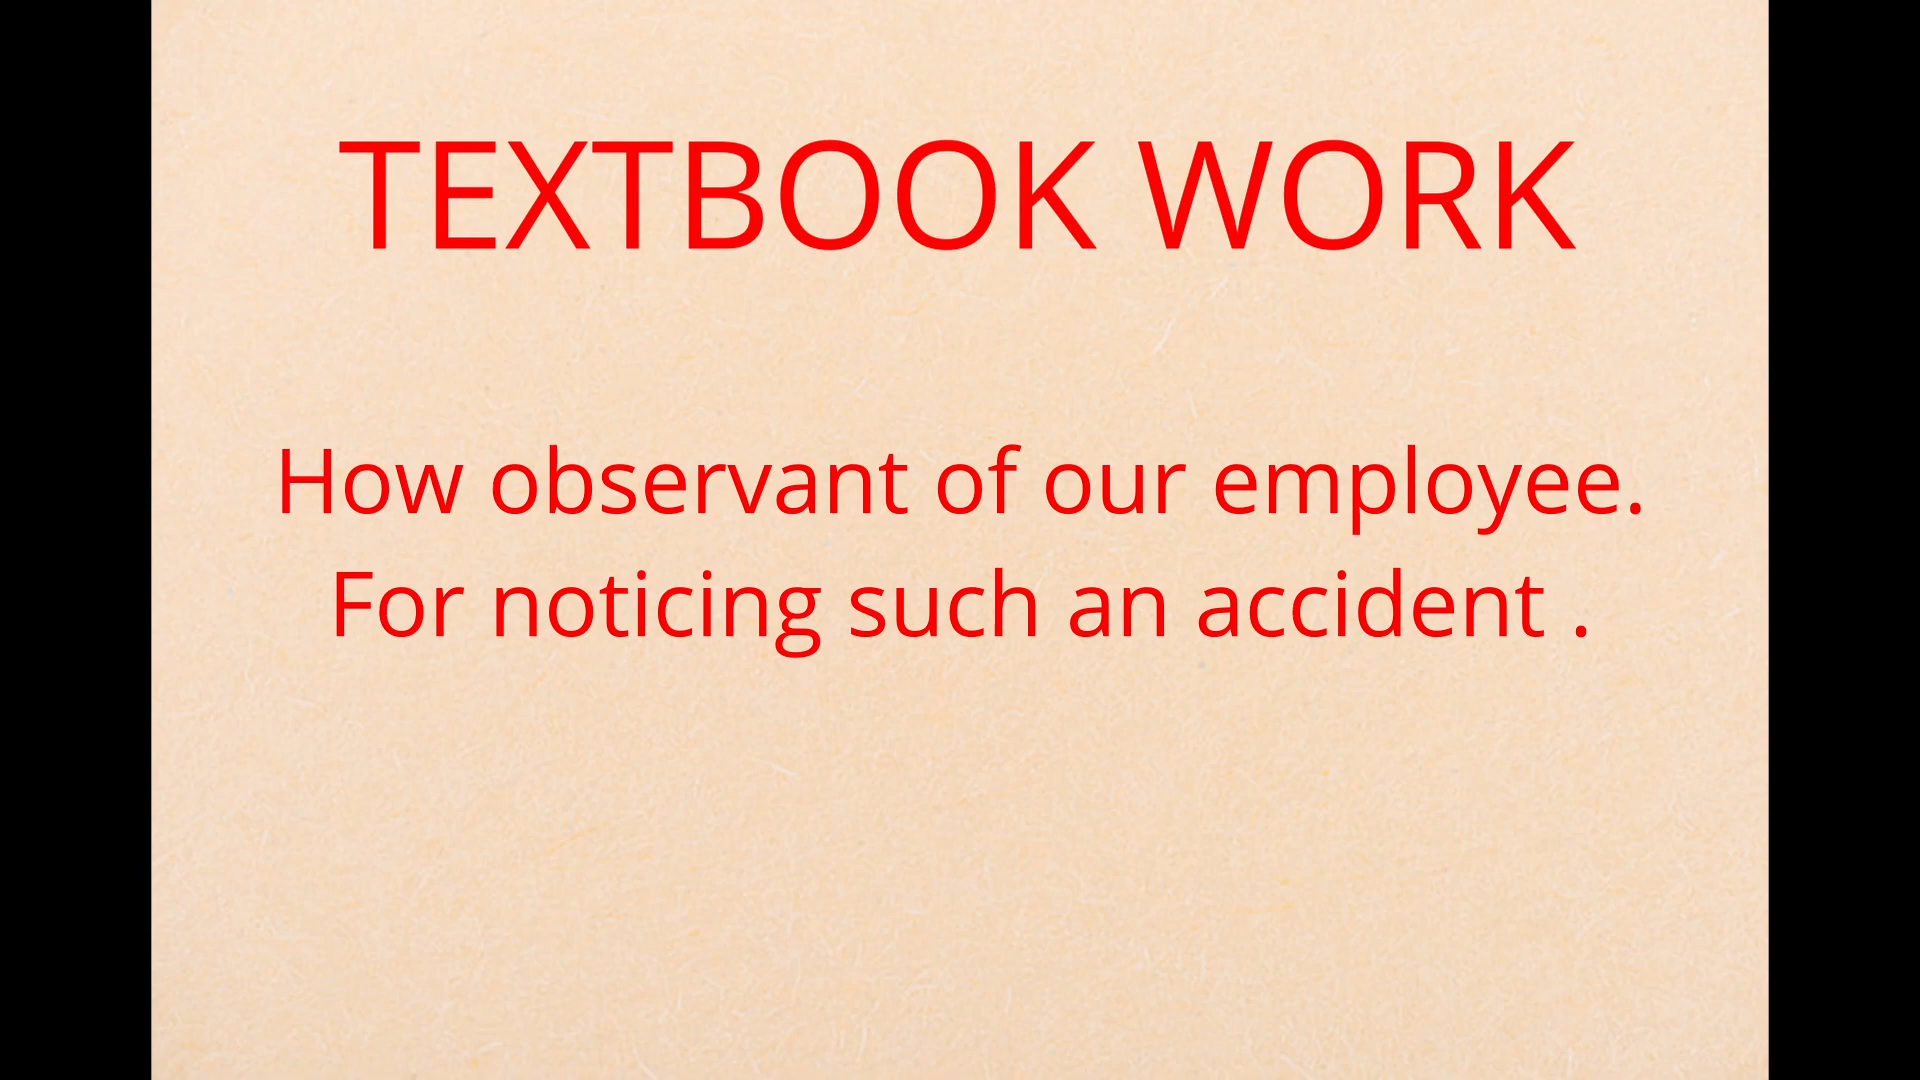 TEXTBOOK WORK
How observant of our employee.
For noticing such an accident .